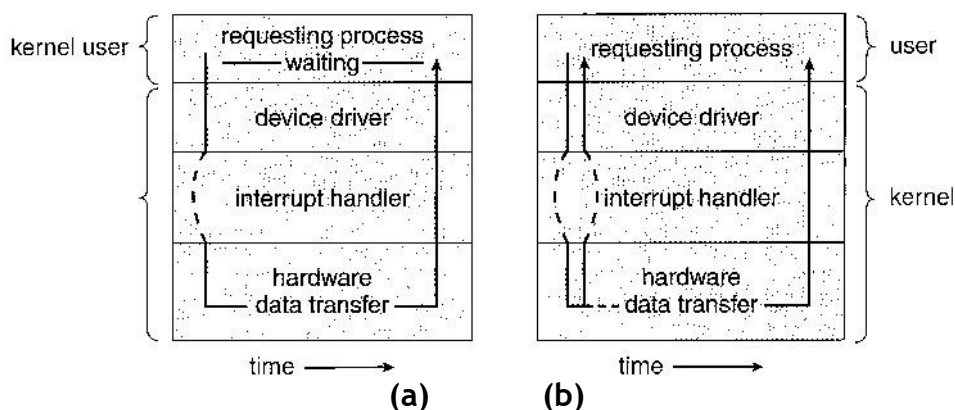 kernel user
requesting process
waiting
device driver
interrupt handler
hardware
data transfer
time
(a)
requesting process
user
device driver
interrupt handler
kernel
hardware
data transfer
time
(b)